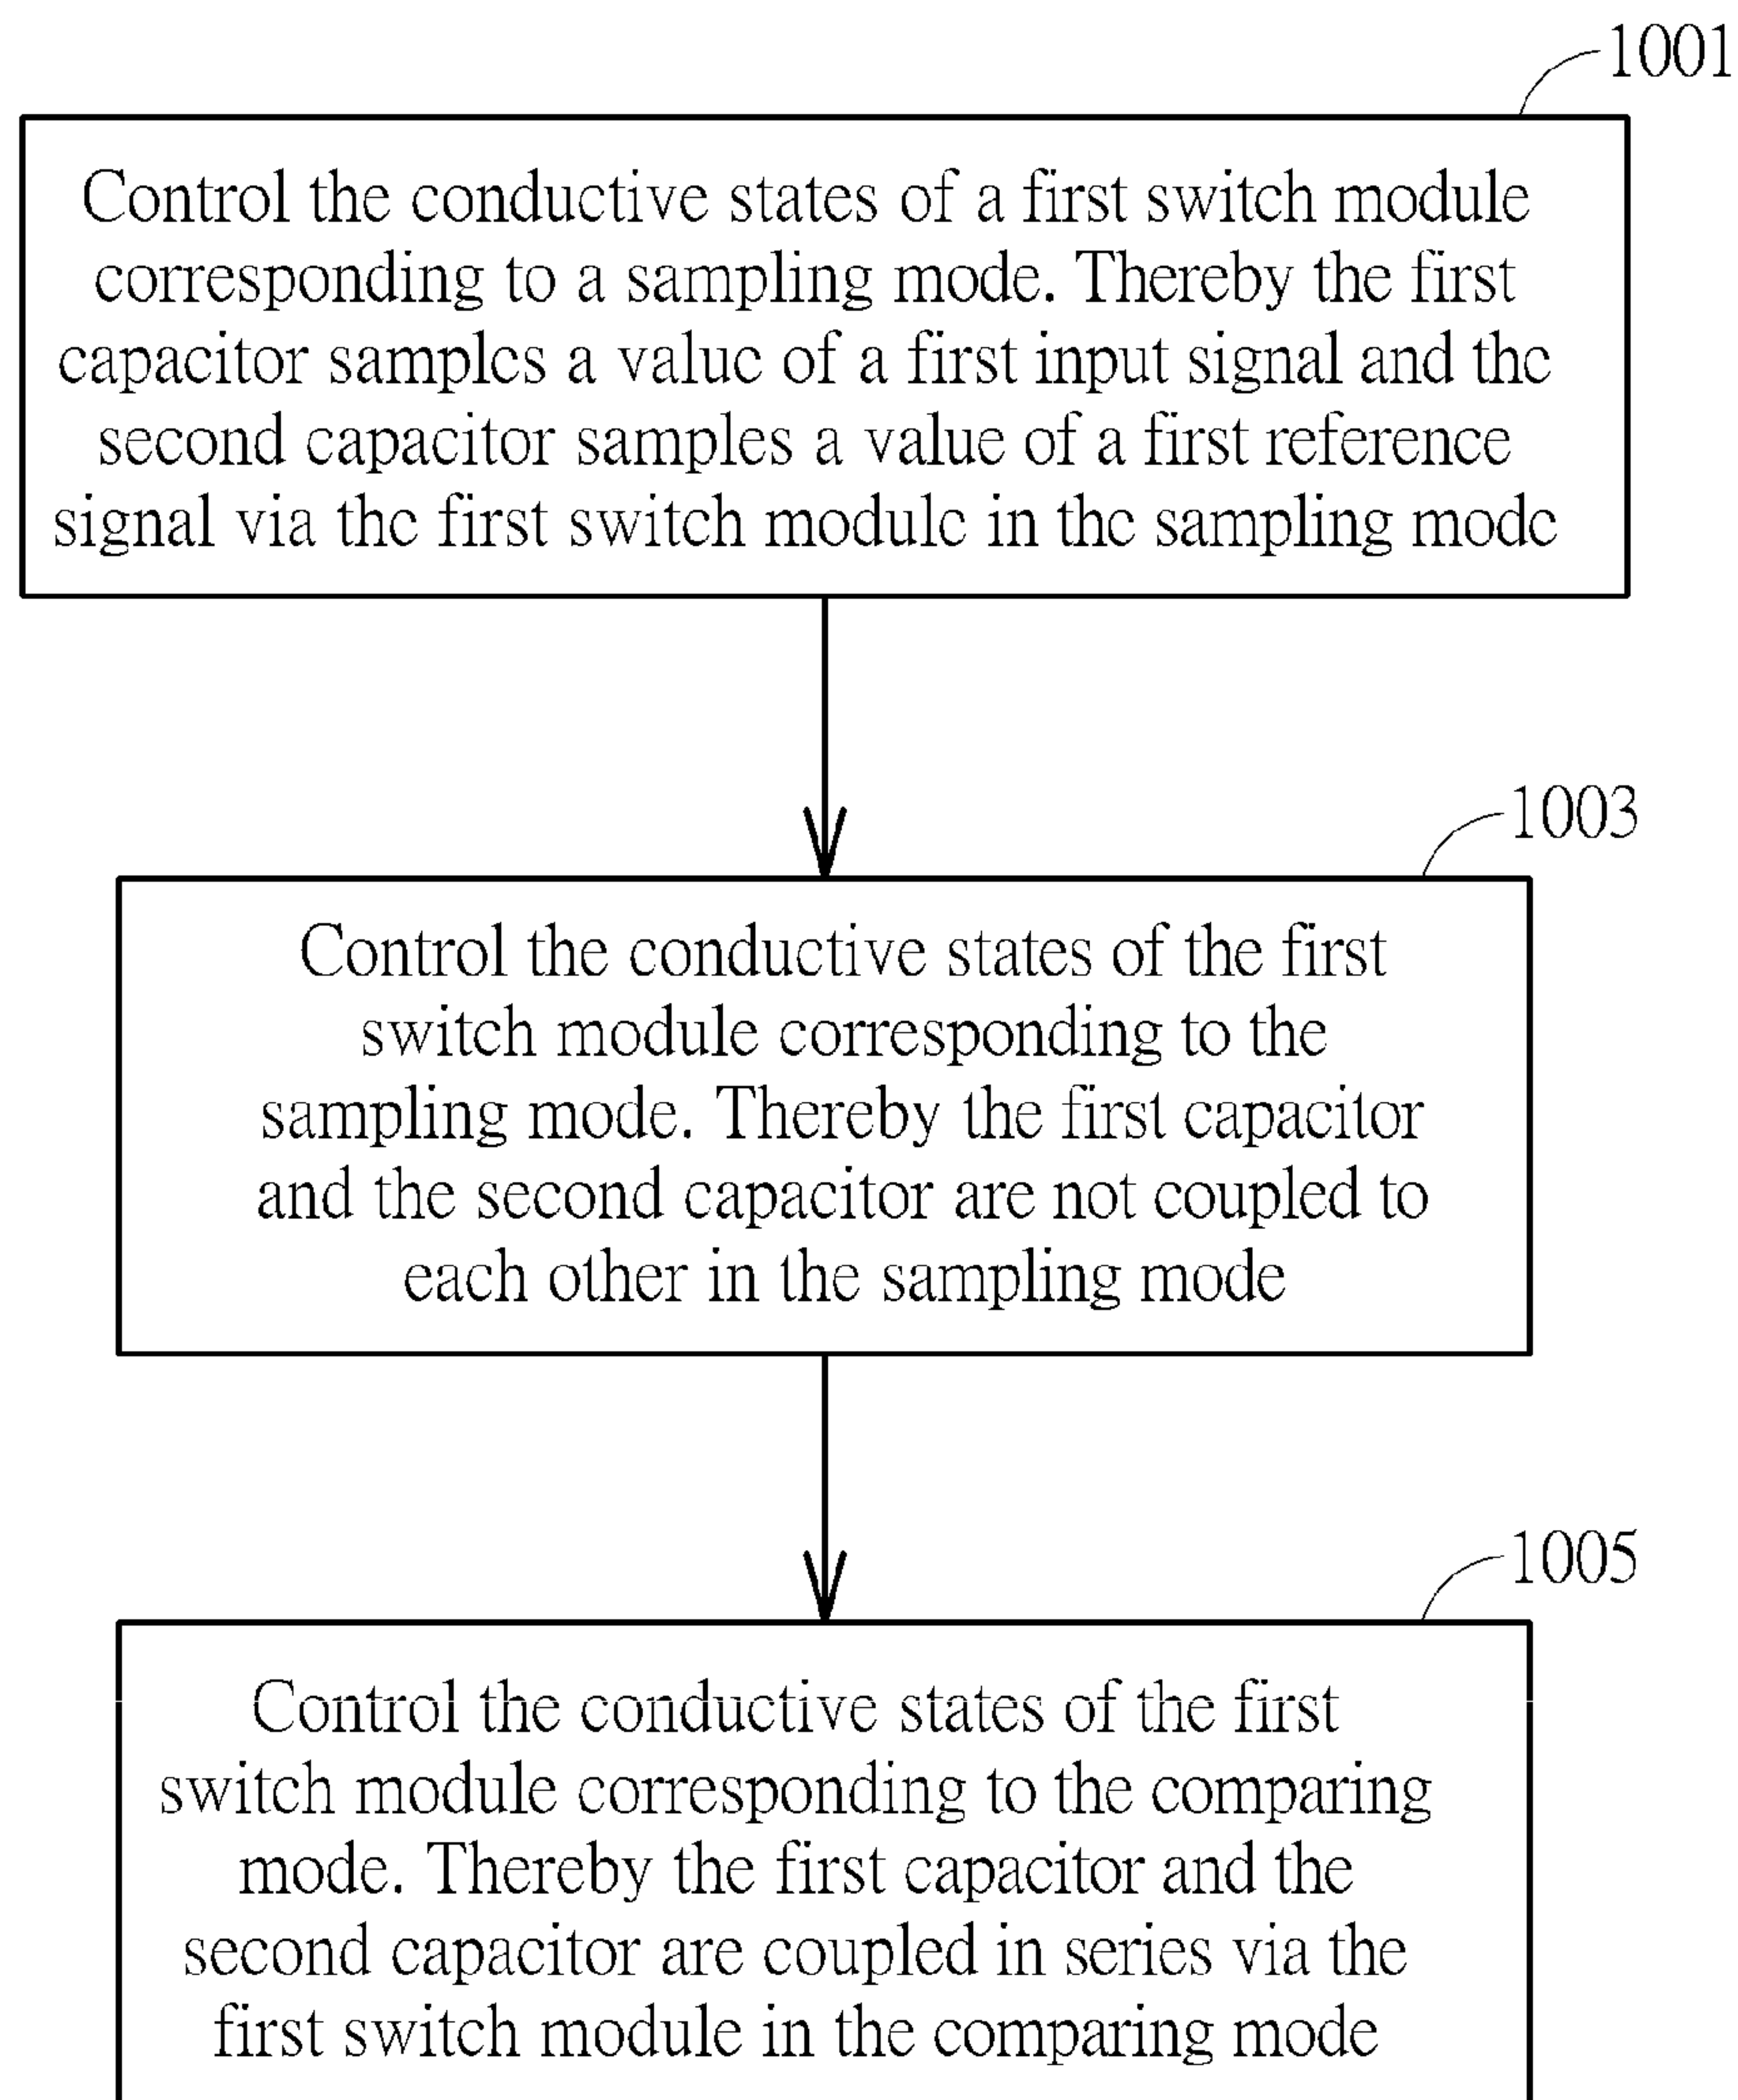 1001
Control the conductive states of a first switch module
corresponding to a sampling mode. Thereby the first
capacitor samples a value of a first input signal and the
second capacitor samples a value of a first reference
signal via the first switch module in the sampling mode
1003
Control the conductive states of the first
switch module corresponding to the
sampling mode. Thereby the first capacitor
and the second capacitor are not coupled to
each other in the sampling mode
1005
Control the conductive states of the first
switch module corresponding to the comparing
mode. Thereby the first capacitor and the
second capacitor are coupled in series via the
first switch module in the comparing mode